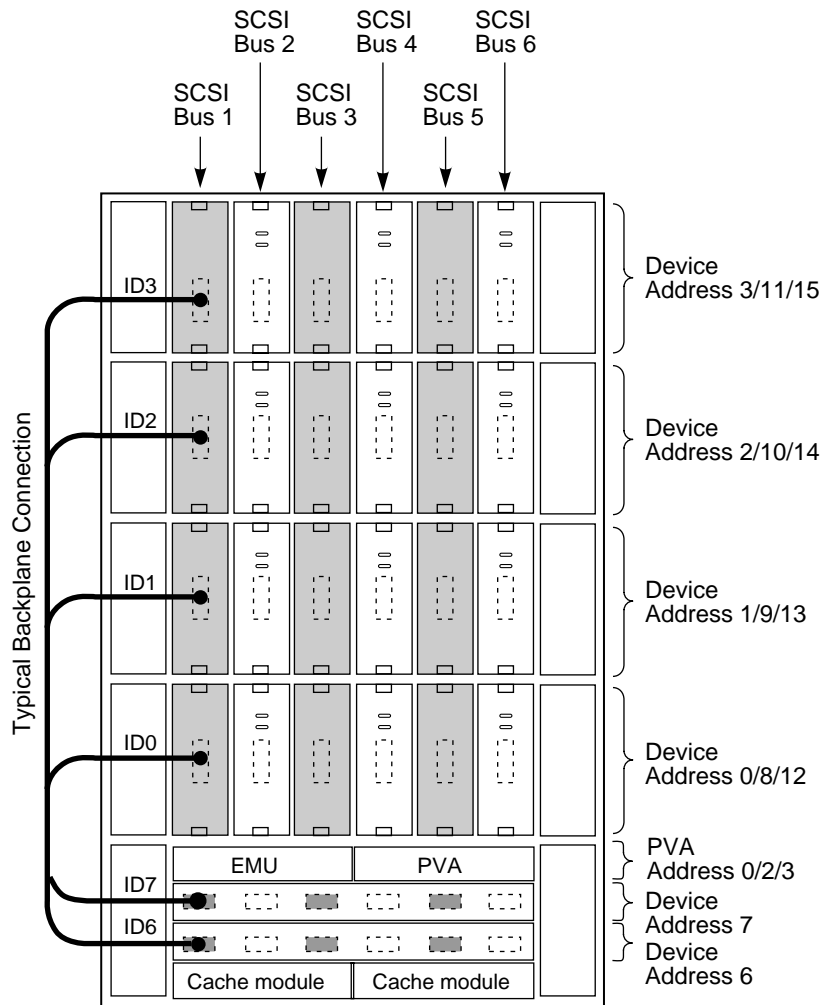 SCSI
Bus 2
SCSI
Bus 4
SCSI
Bus 6
SCSI
Bus 1
SCSI
Bus 3
SCSI
Bus 5
Typical Backplane Connection
ID3
Device
Address 3/11/15
ID2
Device
Address 2/10/14
ID1
Device
Address 1/9/13
ID0
Device
Address 0/8/12
EMU
PVA
PVA
Address 0/2/3
ID7
Device
Address 7
ID6
Device
Address 6
Cache module
Cache module